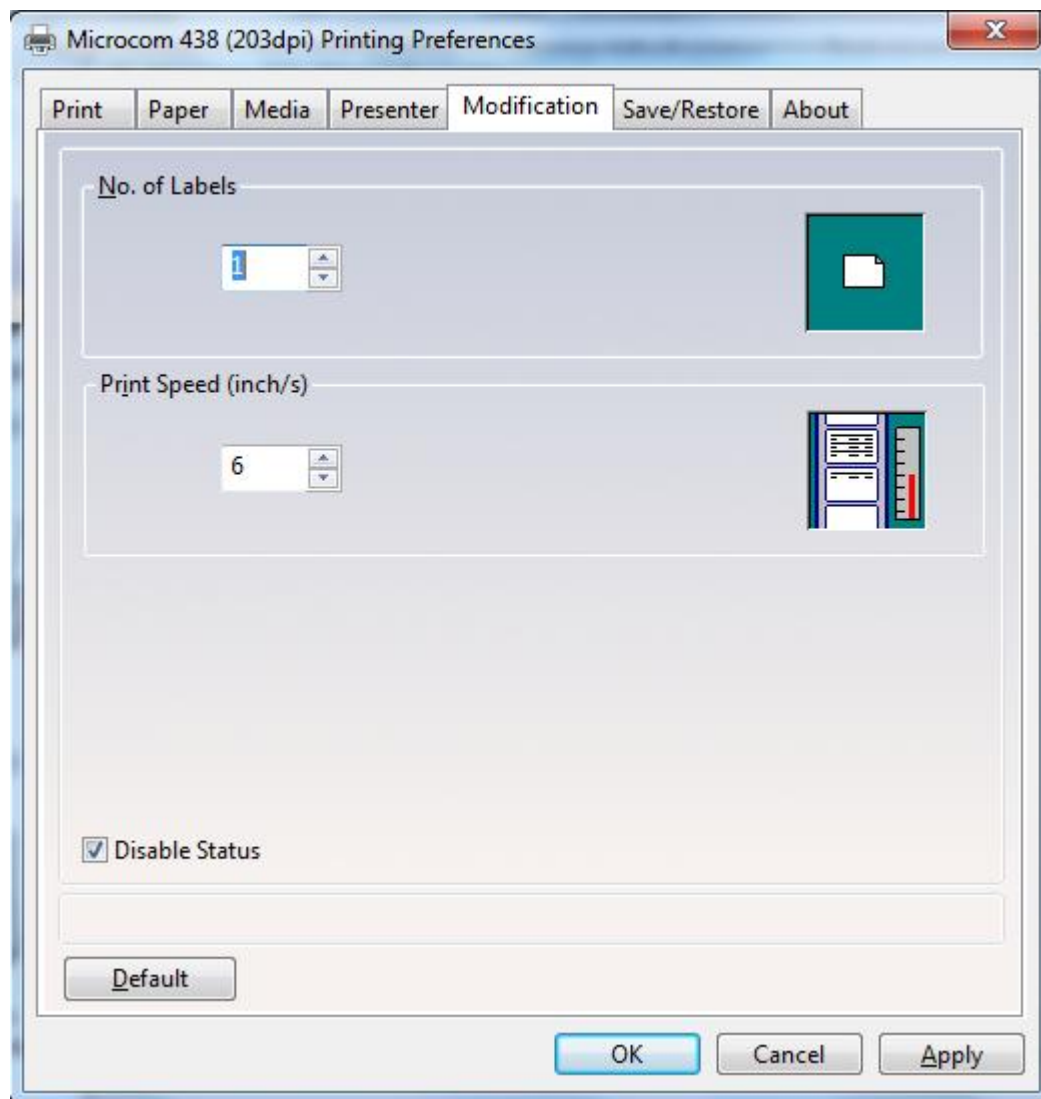 Microcom 438 (203dpi) Printing Preferences
Print Paper Media Presenter Modification Save/Restore About
No. of Labels
1
Print Speed (inch/s)
6
Disable Status
Default
OK Cancel Apply